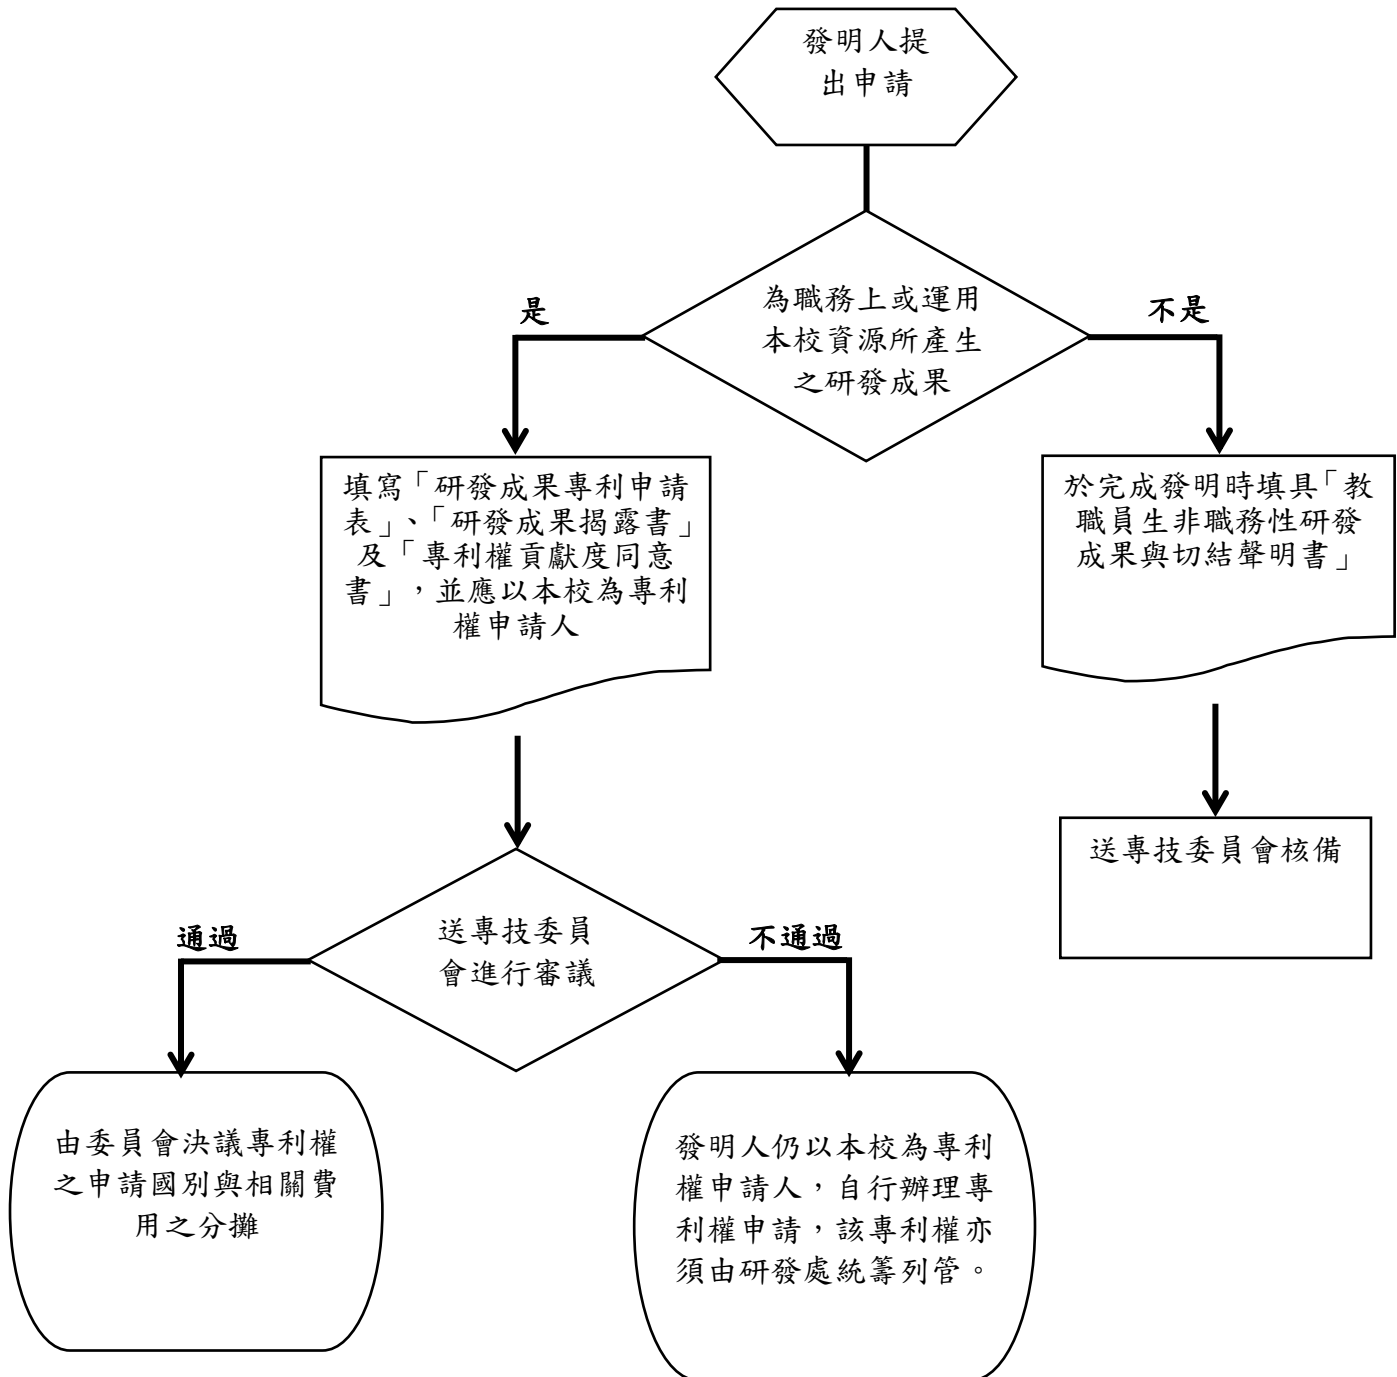 發明人提
出申請
為職務上或運用
本校資源所產生
之研發成果
是
不是
填寫「研發成果專利申請
表」、「研發成果揭露書」
及「專利權貢獻度同意
書」，並應以本校為專利
權申請人
於完成發明時填具「教
職員生非職務性研發
成果與切結聲明書」
送專技委員會核備
送專技委員
會進行審議
通過
不通過
由委員會決議專利權
之申請國別與相關費
用之分攤
發明人仍以本校為專利
權申請人，自行辦理專
利權申請，該專利權亦
須由研發處統籌列管。